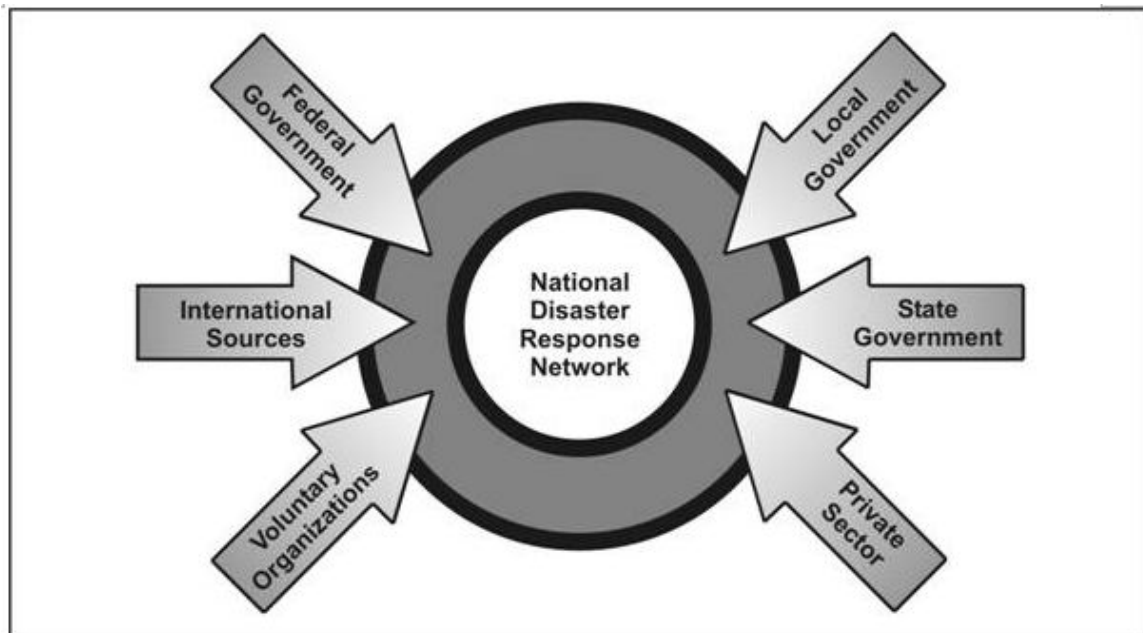 Federal
Government
Local
Government
International
Sources
National
Disaster
Response
Network
State
Government
Voluntary
Organizations
Private
Sector